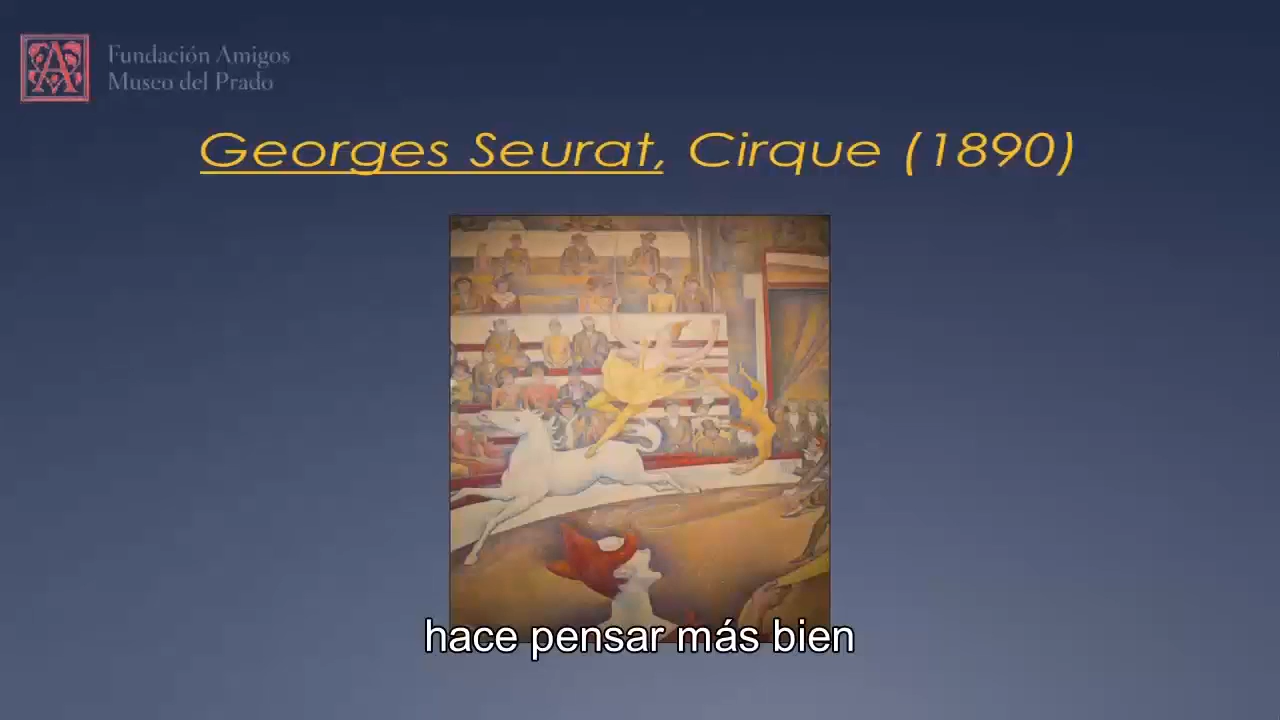 Fundación Amigos
Museo del Prado
Georges Seurat, Cirque (1890)
hace pensar más bien